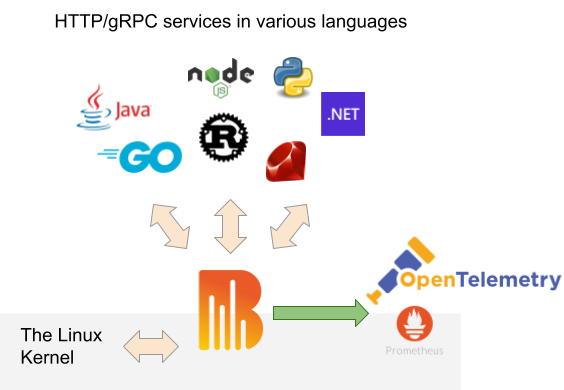 HTTP/gRPC services in various languages
node
JS
Java
.NET
GO
R
OpenTelemetry
The Linux
Kernel
Prometheus